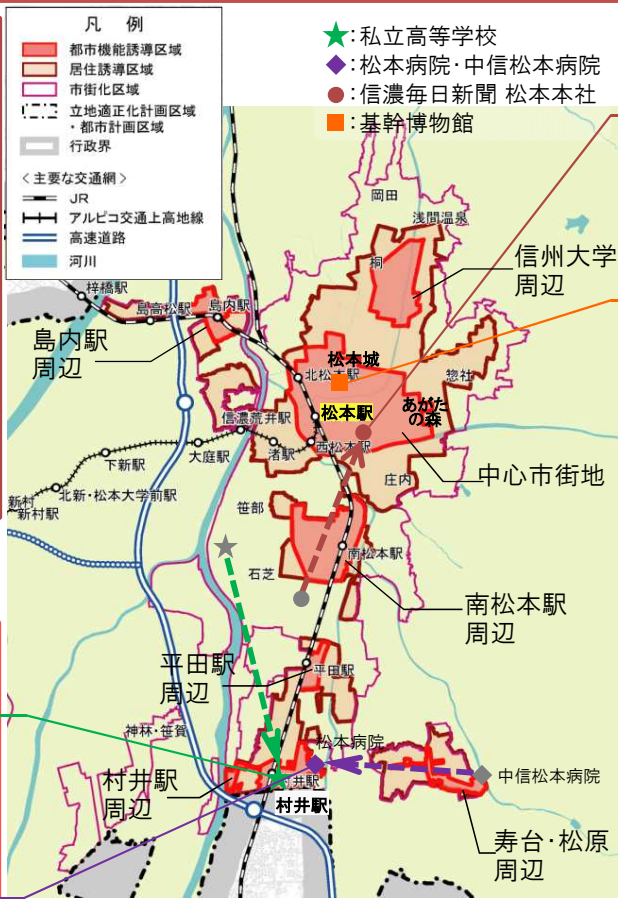 凡　例
都市機能誘導区域
居住誘導区域
市街化区域
立地適正化計画区域
・都市計画区域
行政界
＜主要な交通網＞
JR
アルピコ交通上高地線
高速道路
河川
★：私立高等学校
◆：松本病院・中信松本病院
●：信濃毎日新聞 松本本社
■：基幹博物館
岡田
浅間温泉
桐
信州大学
周辺
梓橋駅
島高松駅
島内駅
島内駅
周辺
松本城
北松本駅
惣社
松本駅
あがた
の森
信濃荒井駅
西松本駅
渚駅
大庭駅
下新駅
北新・松本大学前駅
新村
新村駅
庄内
中心市街地
笹部
南松本駅
石芝
南松本駅
周辺
平田駅
周辺
平田駅
神林・笹賀
松本病院
村井駅
周辺
村井駅
村井駅
中信松本病院
寿台・松原
周辺